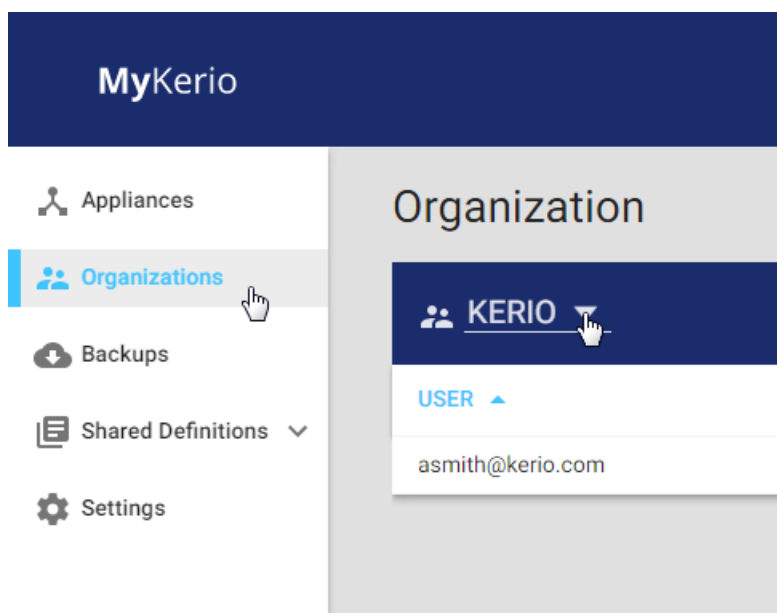 MyKerio
Appliances
Organizations
Backups
Shared Definitions
Settings
Organization
KERIO
USER
asmith@kerio.com